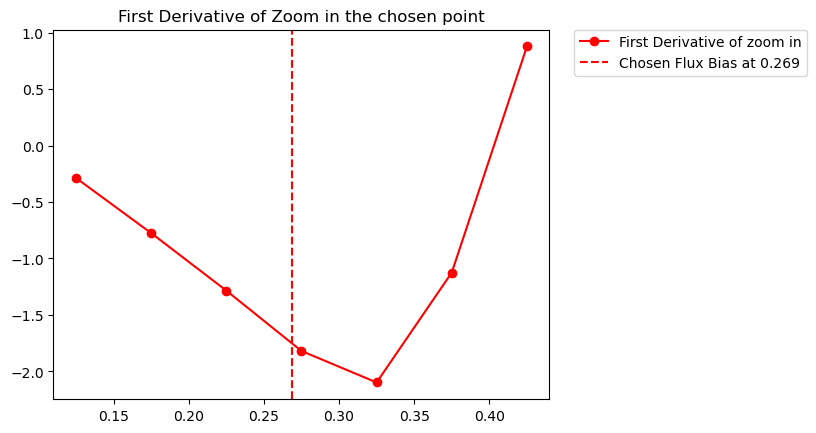 First Derivative of Zoom in the chosen point
First Derivative of zoom in
Chosen Flux Bias at 0.269
1.0
0.5
0.0
−0.5
−1.0
−1.5
−2.0
0.15 0.20 0.25 0.30 0.35 0.40